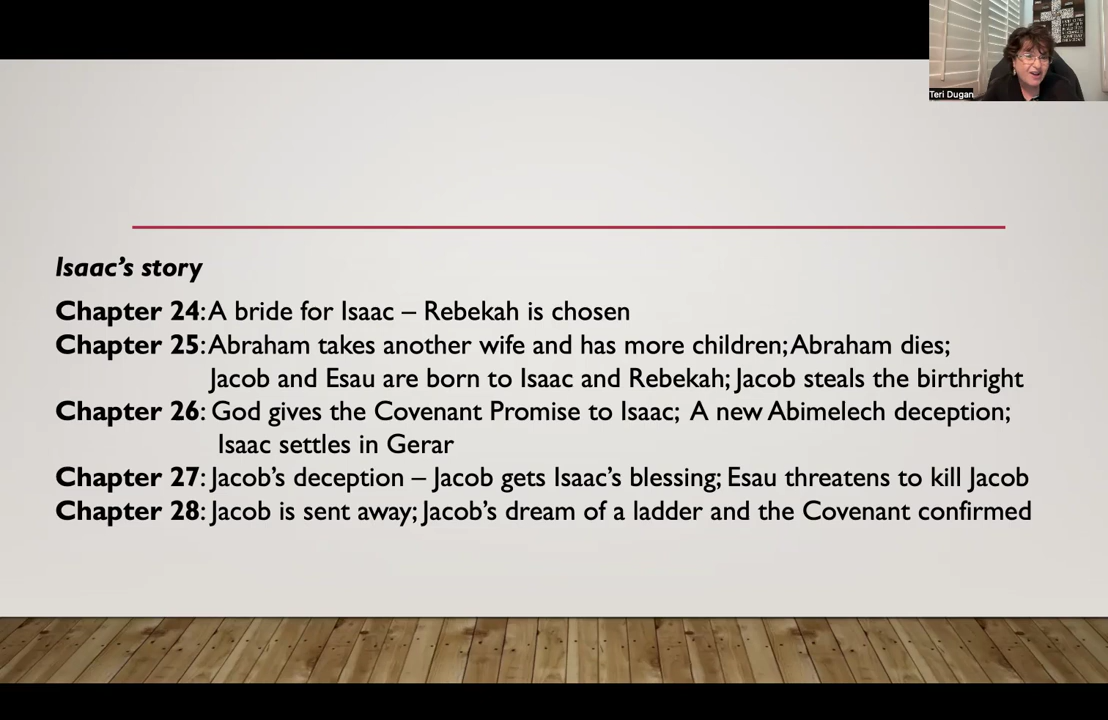 Teri Dugan
Isaac's story
Chapter 24: A bride for Isaac – Rebekah is chosen
Chapter 25: Abraham takes another wife and has more children; Abraham dies;
Jacob and Esau are born to Isaac and Rebekah; Jacob steals the birthright
Chapter 26: God gives the Covenant Promise to Isaac; A new Abimelech deception;
Isaac settles in Gerar
Chapter 27: Jacob's deception – Jacob gets Isaac's blessing; Esau threatens to kill Jacob
Chapter 28: Jacob is sent away; Jacob's dream of a ladder and the Covenant confirmed